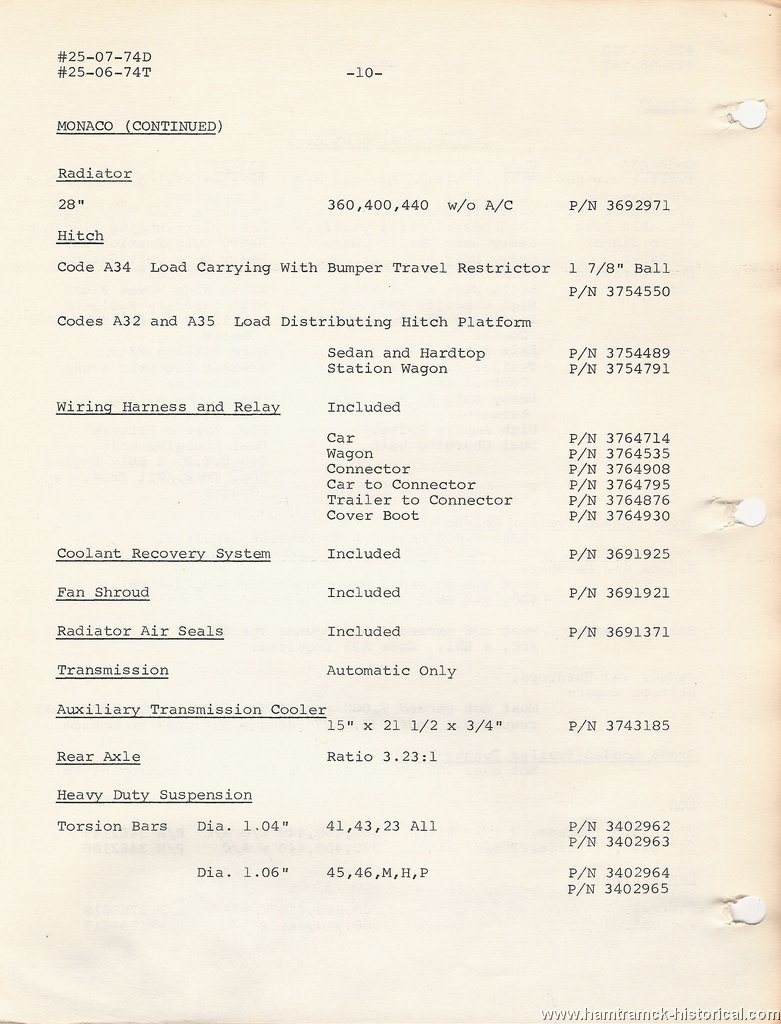 #25-07-74D
#25-06-74T -10-
MONACO (CONTINUED)
Radiator
28" 360,400,440 w/o A/C P/N 3692971
Hitch
Code A34 Load Carrying With Bumper Travel Restrictor 1 7/8" Ball
P/N 3754550
Codes A32 and A35 Load Distributing Hitch Platform
Sedan and Hardtop P/N 3754489
Station Wagon P/N 3754791
Wiring Harness and Relay Included
Car P/N 3764714
Wagon P/N 3764535
Connector P/N 3764908
Car to Connector P/N 3764795
Trailer to Connector P/N 3764876
Cover Boot P/N 3764930
Coolant Recovery System Included P/N 3691925
Fan Shroud Included P/N 3691921
Radiator Air Seals Included P/N 3691371
Transmission Automatic Only
Auxiliary Transmission Cooler
15" x 21 1/2 x 3/4" P/N 3743185
Rear Axle Ratio 3.23:1
Heavy Duty Suspension
Torsion Bars Dia. 1.04" 41,43,23 All P/N 3402962
P/N 3402963
Dia. 1.06" 45,46,M,H,P P/N 3402964
P/N 3402965
www.hamtramck-historical.com